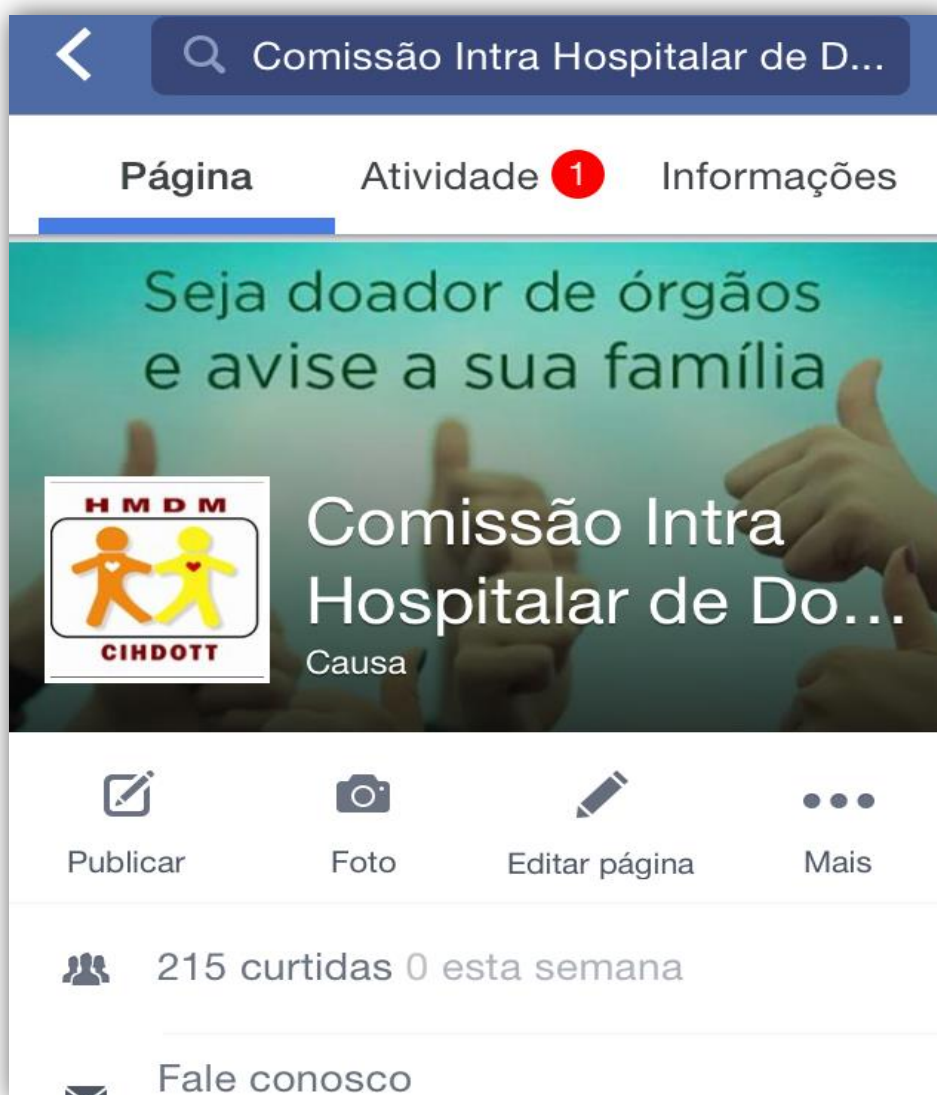 Comissão Intra Hospitalar de D...
Página Atividade 1 Informações
Seja doador de órgãos
e avise a sua família
HMDM
CIHDOTT
Comissão Intra
Hospitalar de Do...
Causa
Publicar Foto Editar página Mais
215 curtidas 0 esta semana
Fale conosco